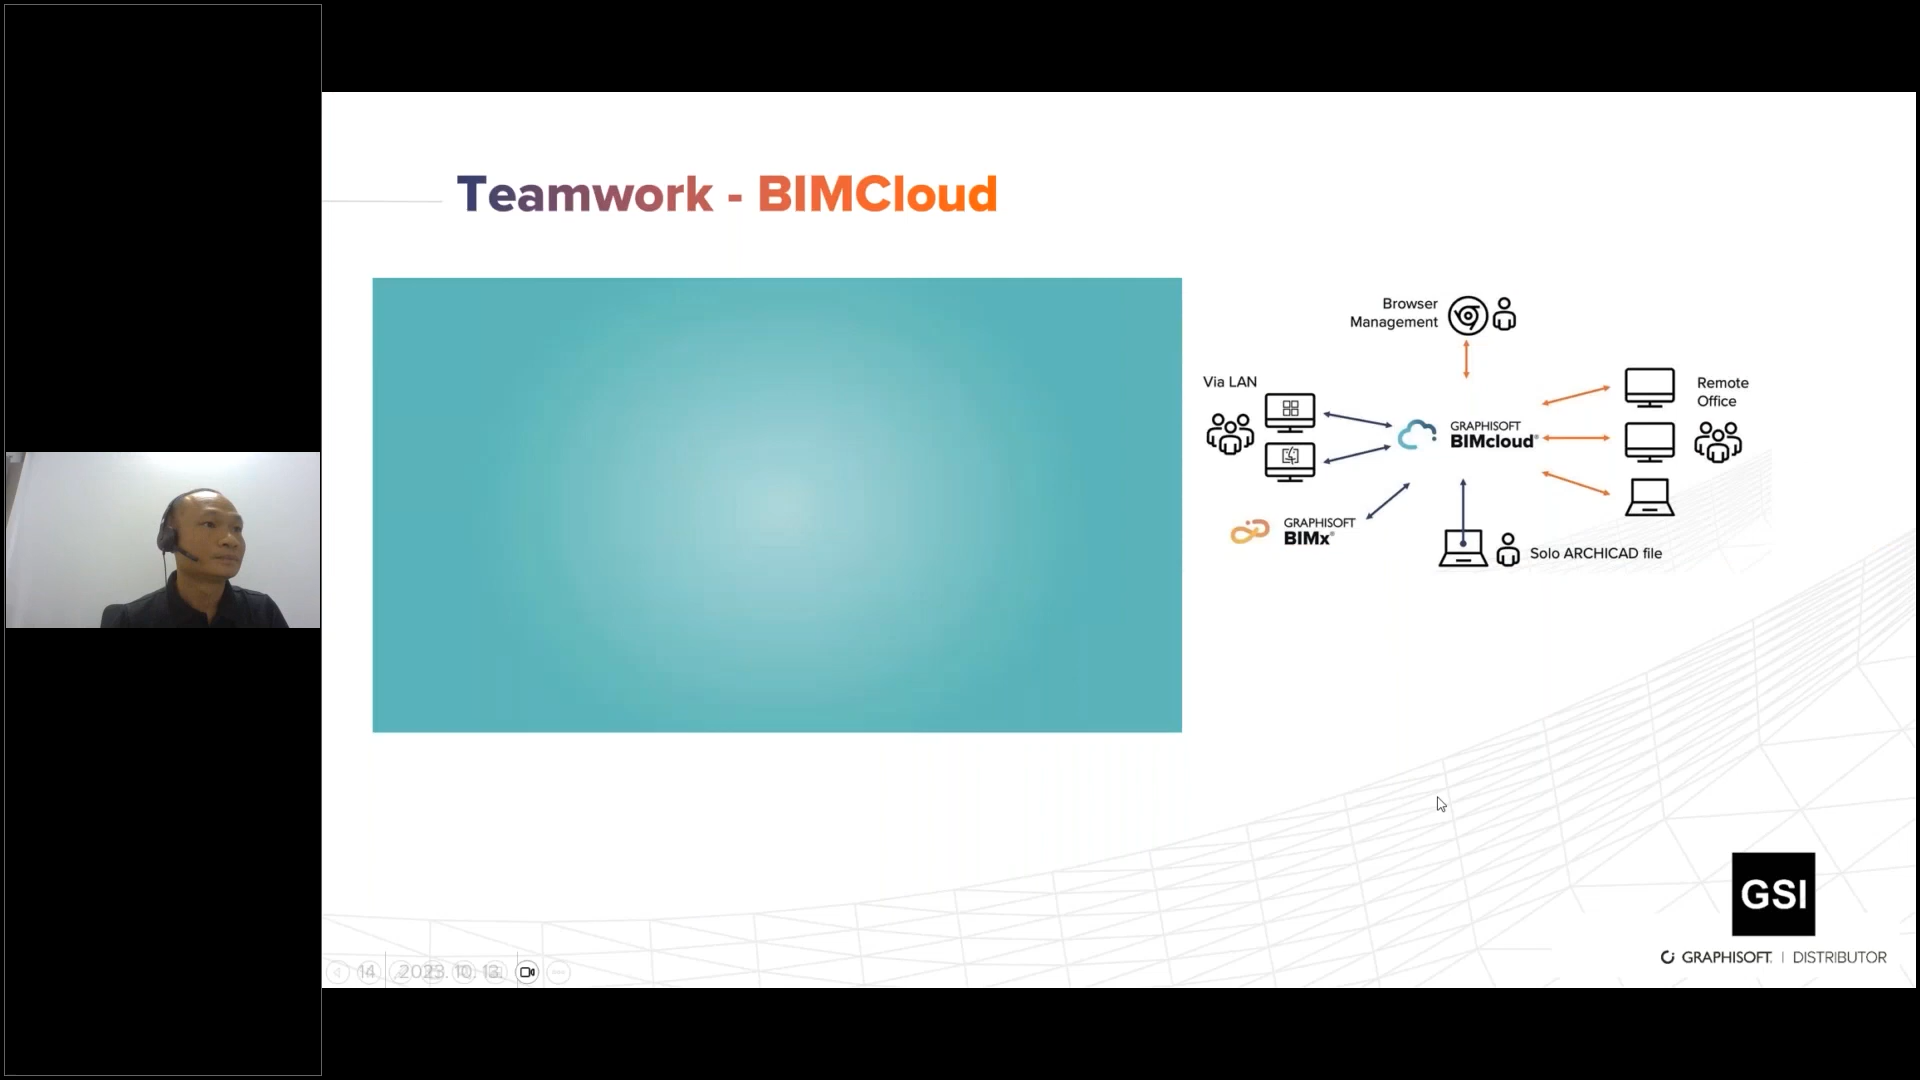 Teamwork - BIMCloud
Browser
Management
Via LAN
Remote
Office
GRAPHISOFT
BIMcloud®
GRAPHISOFT
BIMx®
Solo ARCHICAD file
GSI
GRAPHISOFT. | DISTRIBUTOR
14 2023. 10. 13.